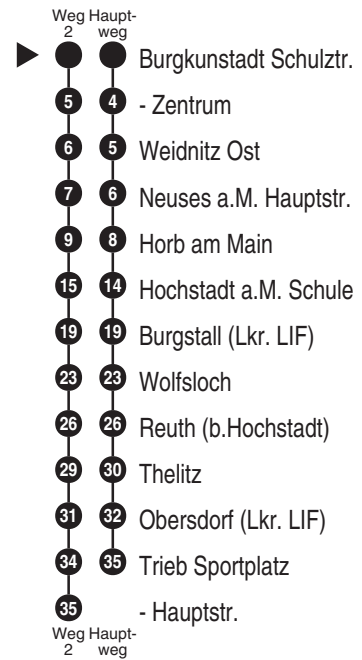 Weg Haupt-
2 weg
Burgkunstadt Schulztr.
5 4 - Zentrum
6 5 Weidnitz Ost
7 6 Neuses a.M. Hauptstr.
9 8 Horb am Main
15 14 Hochstadt a.M. Schule
19 19 Burgstall (Lkr. LIF)
23 23 Wolfsloch
26 26 Reuth (b.Hochstadt)
29 30 Thelitz
31 32 Obersdorf (Lkr. LIF)
34 35 Trieb Sportplatz
35 - Hauptstr.
Weg Haupt-
2 weg